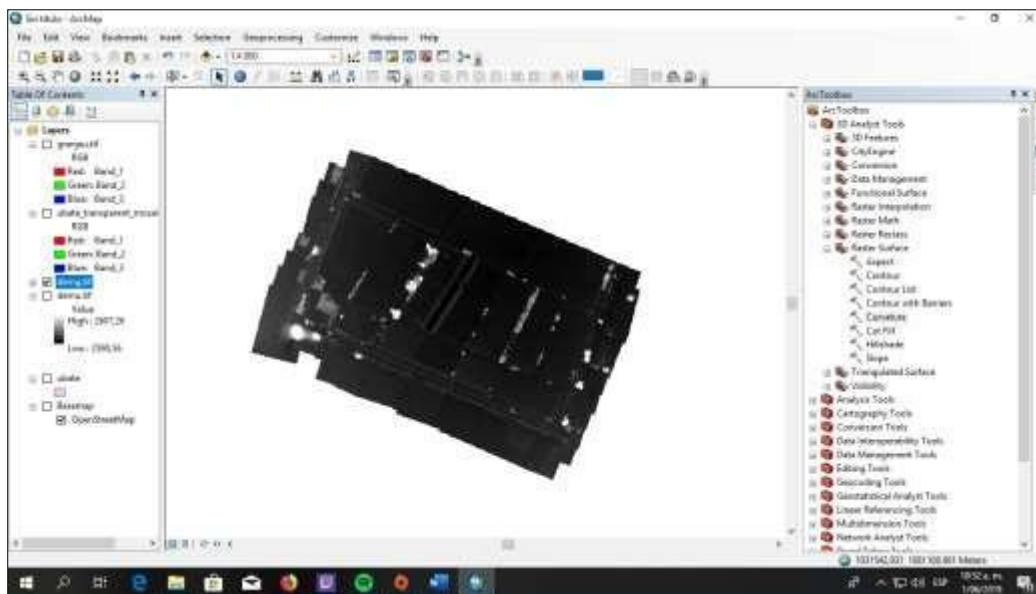 ArcMap
File Edit View Bookmarks Insert Selection Geoprocessing Customize Windows Help
Table Of Contents
Layers
RGB
Red: Band_1
Green: Band_2
Blue: Band_3
RGB
Red: Band_1
Green: Band_2
Blue: Band_3
Value
ubate
Basemap
OpenStreetMap
ArcToolbox
ArcToolbox
3D Analyst Tools
3D Features
CityEngine
Conversion
Data Management
Functional Surface
Raster Interpolation
Raster Math
Raster Reclass
Raster Surface
Aspect
Contour
Contour List
Contour with Barriers
Curvature
Cut Fill
Hillshade
Slope
Triangulated Surface
Visibility
Analysis Tools
Cartography Tools
Conversion Tools
Data Interoperability Tools
Data Management Tools
Editing Tools
Geocoding Tools
Geostatistical Analyst Tools
Linear Referencing Tools
Multidimension Tools
Network Analyst Tools
Meters
ESP